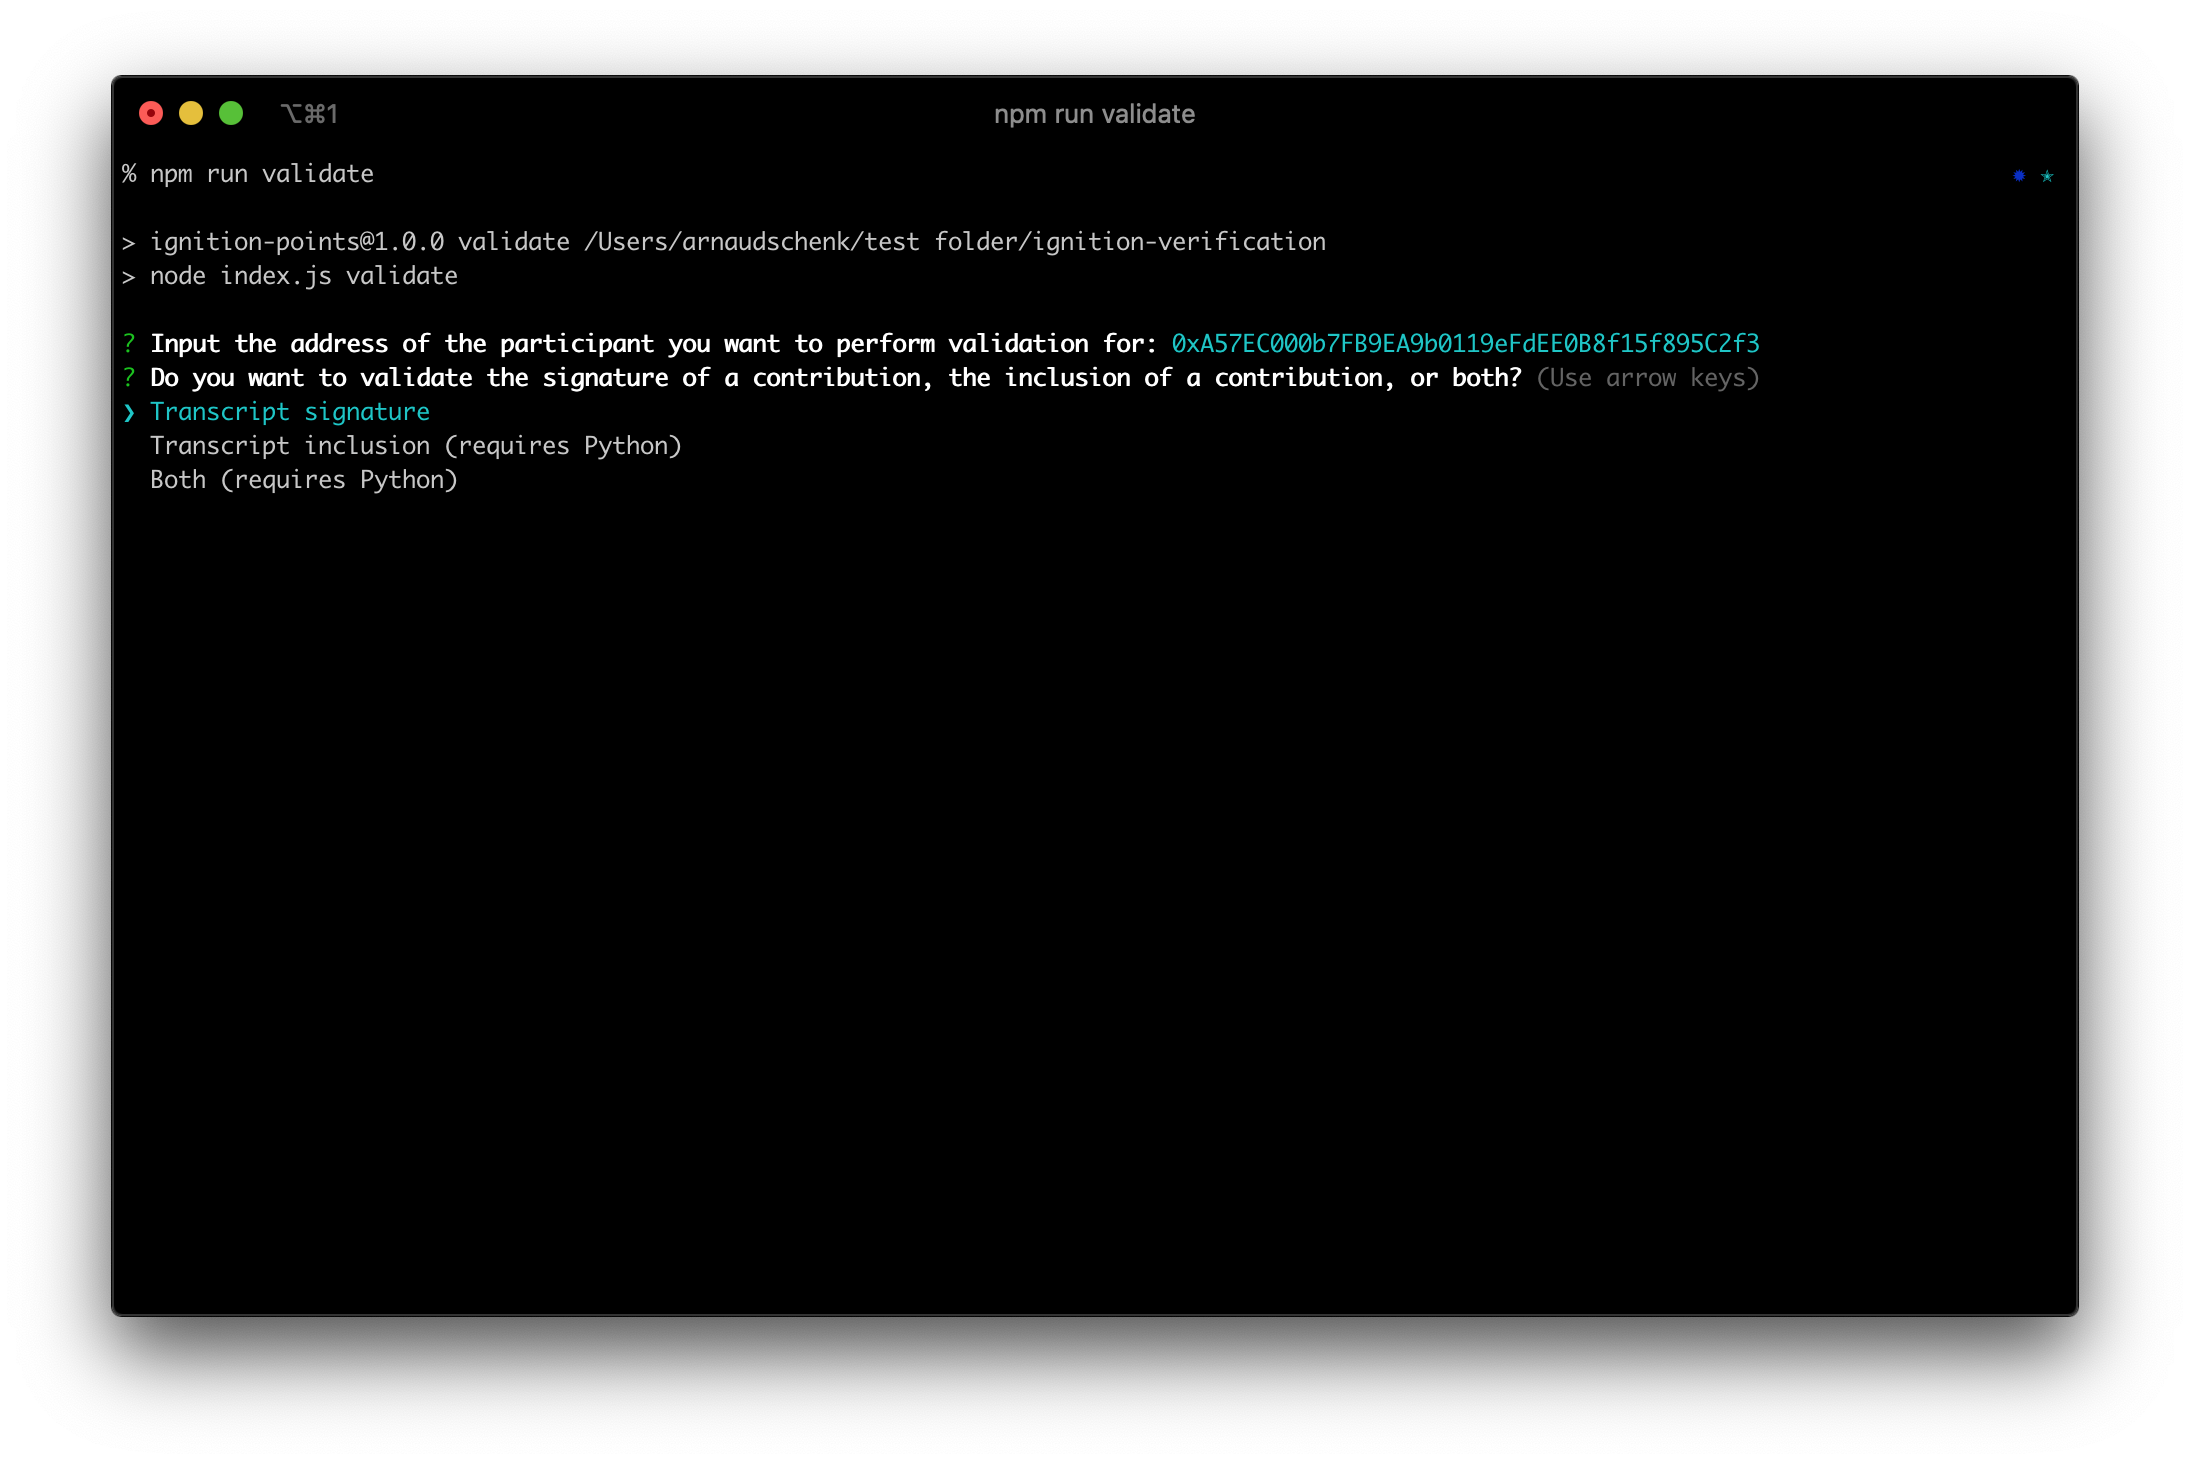 ⌥⌘1 npm run validate
% npm run validate
> ignition-points@1.0.0 validate /Users/arnaudschenk/test folder/ignition-verification
> node index.js validate
? Input the address of the participant you want to perform validation for: 0xA57EC000b7FB9EA9b0119eFdEE0B8f15f895C2f3
? Do you want to validate the signature of a contribution, the inclusion of a contribution, or both? (Use arrow keys)
❯ Transcript signature
Transcript inclusion (requires Python)
Both (requires Python)